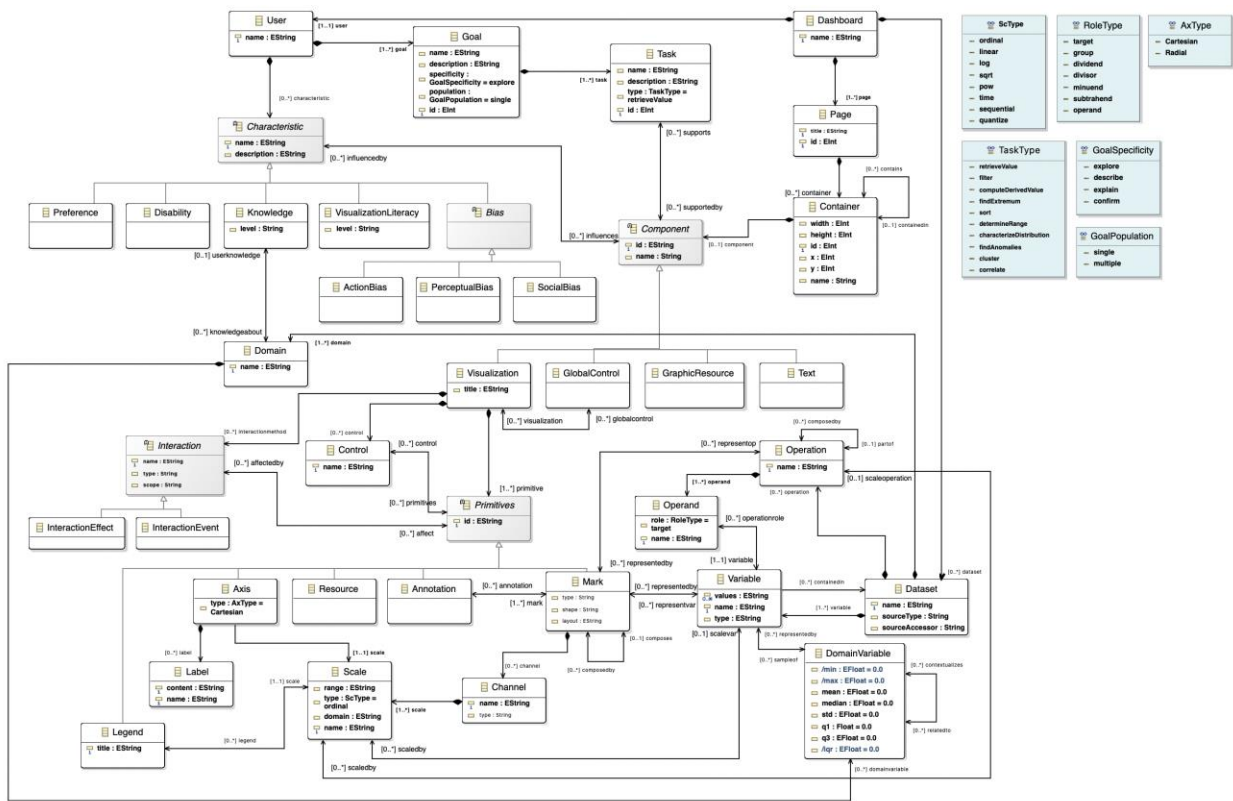 User
name : EString
[1..1] user
[1..*] goal
Goal
name : EString
description : EString
specificity :
GoalSpecificity = explore
population :
GoalPopulation = single
id : EInt
[1..*] task
Task
name : EString
description : EString
type : TaskType =
retrieveValue
id : EInt
Dashboard
name : EString
[1..*] page
Page
title : EString
id : EInt
ScType
ordinal
linear
log
sqrt
pow
time
sequential
quantize
RoleType
target
group
dividend
divisor
minuend
subtrahend
operand
AxType
Cartesian
Radial
TaskType
retrieveValue
filter
computeDerivedValue
findExtremum
sort
determineRange
characterizeDistribution
findAnomalies
cluster
correlate
GoalSpecificity
explore
describe
explain
confirm
GoalPopulation
single
multiple
[0..*] characteristic
Characteristic
name : EString
description : EString
[0..*] influencedby
[0..*] supports
[0..*] supportedby
[0..*] container
[0..*] contains
[0..1] containedin
Container
width : EInt
height : EInt
id : EInt
x : EInt
y : EInt
name : String
Preference
Disability
Knowledge
level : String
VisualizationLiteracy
level : String
Bias
[0..*] influences
Component
id : EString
name : String
[0..1] component
[0..1] userknowledge
ActionBias
PerceptualBias
SocialBias
[0..*] knowledgeabout
[1..*] domain
Domain
name : EString
Visualization
title : EString
GlobalControl
GraphicResource
Text
[0..*] visualization
[0..*] globalcontrol
[0..*] interactionmethod
[0..*] control
Interaction
name : EString
type : String
scope : String
[0..*] affectedby
Control
name : EString
[0..*] control
[0..*] primitives
[1..*] primitive
Primitives
id : EString
[0..*] affect
InteractionEffect
InteractionEvent
[0..*] representop
[0..*] composedby
[0..1] partof
Operation
name : EString
[0..1] scaleoperation
[0..*] operation
[1..*] operand
Operand
role : RoleType =
target
name : EString
[0..*] operationrole
[1..1] variable
Axis
type : AxType =
Cartesian
Resource
Annotation
[0..*] annotation
[1..*] mark
Mark
type : String
shape : String
layout : EString
[0..*] representedby
[0..*] representedby
[0..*] representvar
[0..1] composes
[0..*] composedby
Variable
values : EString
name : EString
type : EString
[0..*] containedin
[1..*] variable
[0..*] dataset
Dataset
name : EString
sourceType : String
sourceAccessor : String
[0..1] scalevar
[0..*] representedby
[0..*] samplesof
DomainVariable
/min : EFloat = 0.0
/max : EFloat = 0.0
mean : EFloat = 0.0
median : EFloat = 0.0
std : EFloat = 0.0
q1 : Float = 0.0
q3 : EFloat = 0.0
/iqr : EFloat = 0.0
[0..*] contextualizes
[0..*] relatedto
[0..*] domainvariable
[0..*] label
Label
content : EString
name : EString
[1..1] scale
[1..1] scale
Scale
range : EString
type : ScType =
ordinal
domain : EString
name : EString
[0..*] channel
Channel
name : EString
type : String
[1..*] scale
Legend
title : EString
[0..*] legend
[0..*] scaledby
[0..*] scaledby